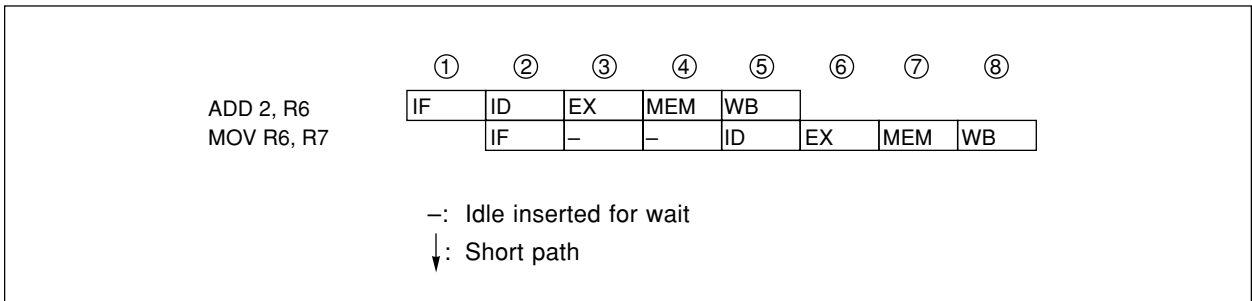 ① ② ③ ④ ⑤ ⑥ ⑦ ⑧
ADD 2, R6 IF ID EX MEM WB
MOV R6, R7 IF – – ID EX MEM WB
–: Idle inserted for wait
↓: Short path